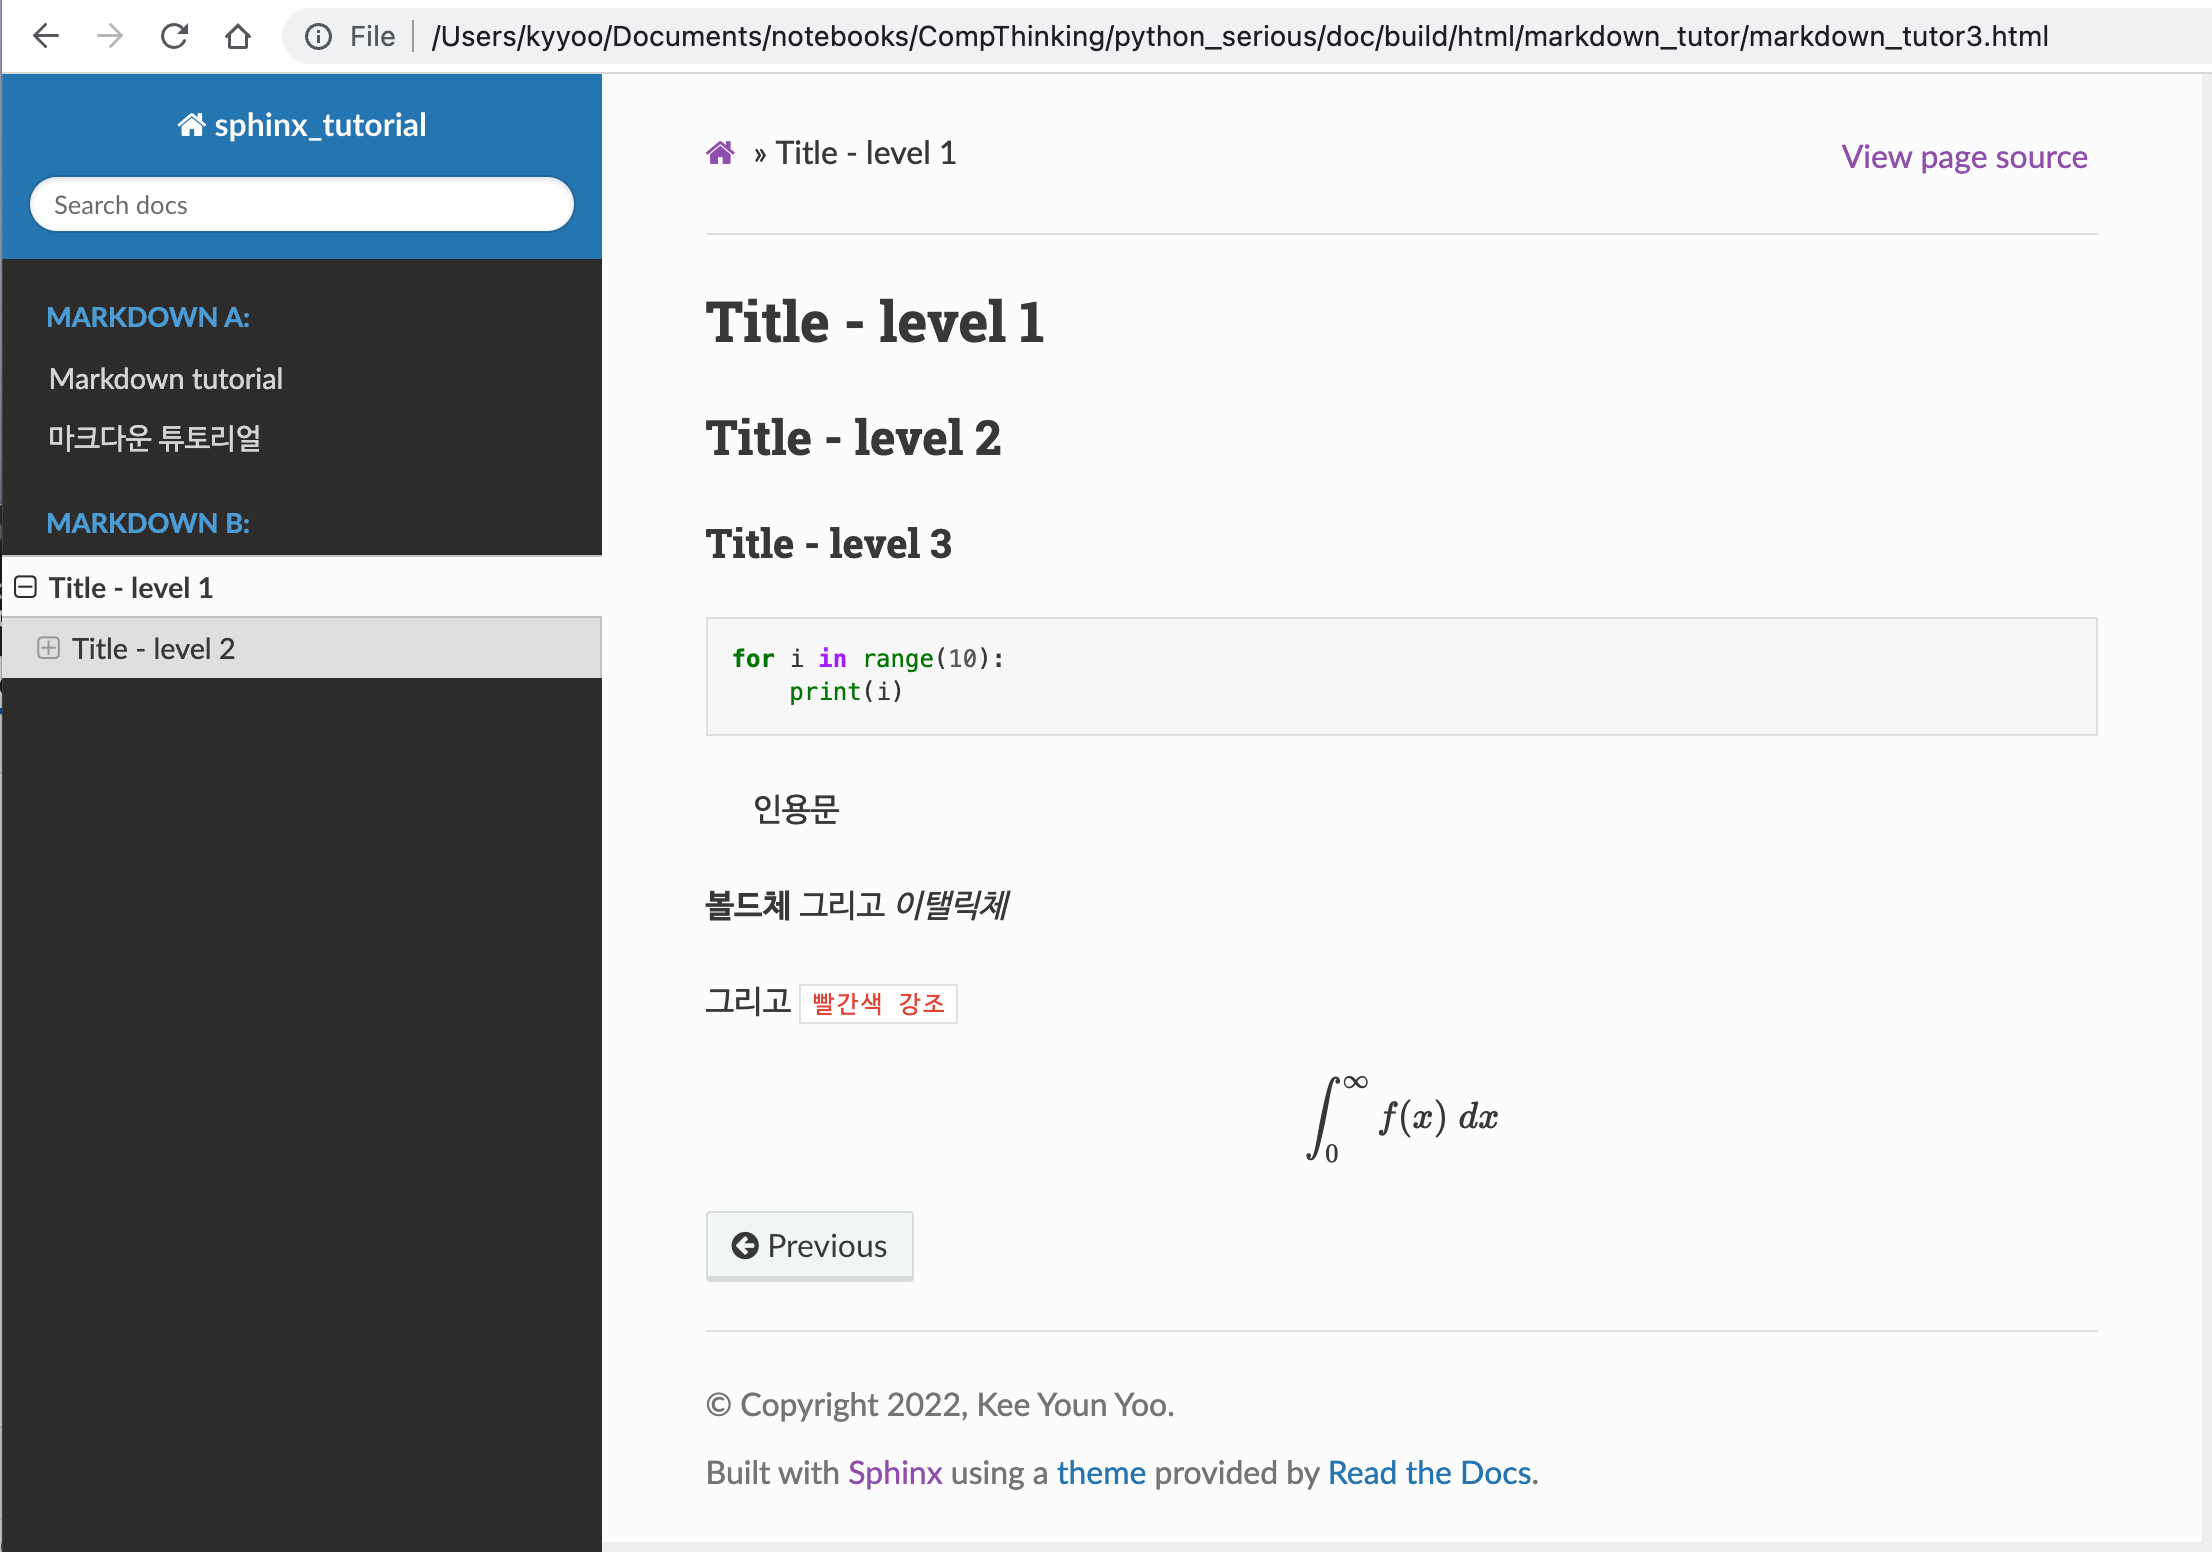 File /Users/kyyoo/Documents/notebooks/CompThinking/python_serious/doc/build/html/markdown_tutor/markdown_tutor3.html
sphinx_tutorial
Search docs
MARKDOWN A:
Markdown tutorial
마크다운 튜토리얼
MARKDOWN B:
Title - level 1
Title - level 2
» Title - level 1
View page source
Title - level 1
Title - level 2
Title - level 3
for i in range(10):
    print(i)
인용문
볼드체 그리고 이탤릭체
그리고 빨간색 강조
∫₀^∞ f(x) dx
Previous
© Copyright 2022, Kee Youn Yoo.
Built with Sphinx using a theme provided by Read the Docs.